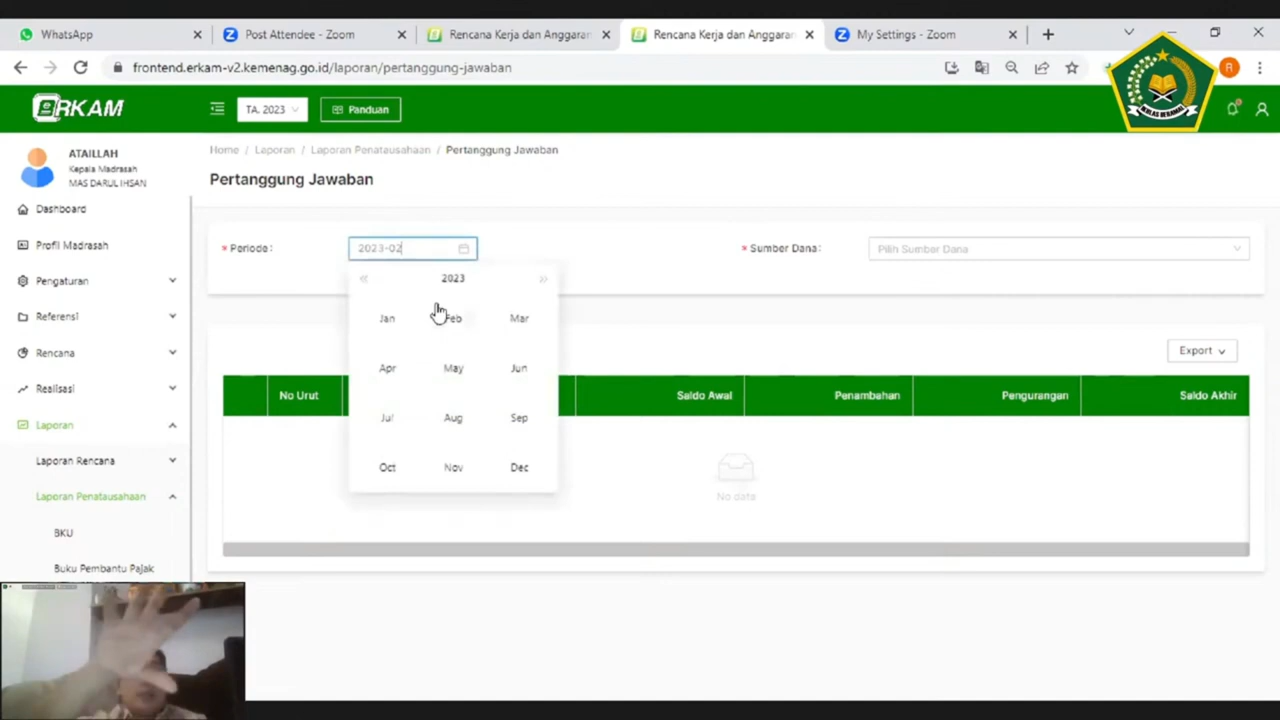 WhatsApp
Post Attendee - Zoom
Rencana Kerja dan Anggaran
Rencana Kerja dan Anggaran
My Settings - Zoom
frontend.erkam-v2.kemenag.go.id/laporan/pertanggung-jawaban
A
eRKAM
TA. 2023
Panduan
IKHLAS BERAMAL
ATAILLAH
Kepala Madrasah
MAS DARUL IHSAN
Home / Laporan / Laporan Penatausahaan / Pertanggung Jawaban
Pertanggung Jawaban
Dashboard
Profil Madrasah
Pengaturan
Referensi
Rencana
Realisasi
Laporan
Laporan Rencana
Laporan Penatausahaan
BKU
Buku Pembantu Pajak
* Periode:
2023-02
* Sumber Dana:
Pilih Sumber Dana
2023
Jan Feb Mar
Apr May Jun
Jul Aug Sep
Oct Nov Dec
Export
No Urut
Saldo Awal
Penambahan
Pengurangan
Saldo Akhir
No data